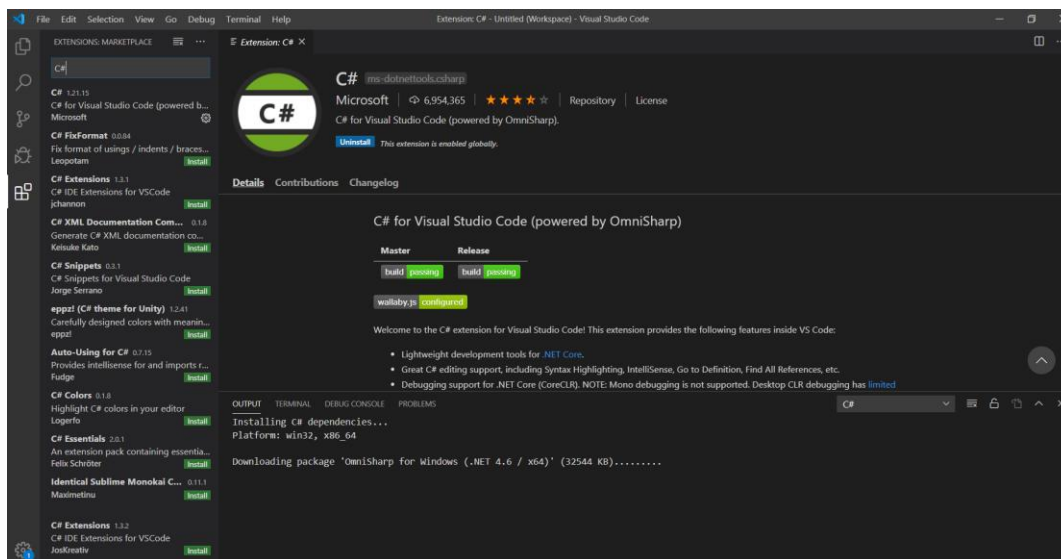 File Edit Selection View Go Debug Terminal Help
Extension: C# - Untitled (Workspace) - Visual Studio Code
EXTENSIONS: MARKETPLACE
C#
C# 1.21.15
C# for Visual Studio Code (powered b...
Microsoft
C# FixFormat 0.0.84
Fix format of usings / indents / braces...
Leopotam Install
C# Extensions 1.3.1
C# IDE Extensions for VSCode
jchannon Install
C# XML Documentation Com... 0.1.8
Generate C# XML documentation co...
Keisuke Kato Install
C# Snippets 0.3.1
C# Snippets for Visual Studio Code
Jorge Serrano Install
eppz! (C# theme for Unity) 1.2.41
Carefully designed colors with meanin...
eppz! Install
Auto-Using for C# 0.7.15
Provides intellisense for and imports r...
Fudge Install
C# Colors 0.1.8
Highlight C# colors in your editor
Logerfo Install
C# Essentials 2.0.1
An extension pack containing essentia...
Felix Schröter Install
Identical Sublime Monokai C... 0.11.1
Maximetinu Install
C# Extensions 1.3.2
C# IDE Extensions for VSCode
JosKreativ Install
Extension: C#
C#
C# ms-dotnettools.csharp
Microsoft 6,954,365 Repository License
C# for Visual Studio Code (powered by OmniSharp).
Uninstall This extension is enabled globally.
Details Contributions Changelog
C# for Visual Studio Code (powered by OmniSharp)
Master Release
build passing build passing
wallaby.js configured
Welcome to the C# extension for Visual Studio Code! This extension provides the following features inside VS Code:
• Lightweight development tools for .NET Core.
• Great C# editing support, including Syntax Highlighting, IntelliSense, Go to Definition, Find All References, etc.
• Debugging support for .NET Core (CoreCLR). NOTE: Mono debugging is not supported. Desktop CLR debugging has limited
OUTPUT TERMINAL DEBUG CONSOLE PROBLEMS C#
Installing C# dependencies...
Platform: win32, x86_64
Downloading package 'OmniSharp for Windows (.NET 4.6 / x64)' (32544 KB).........
1